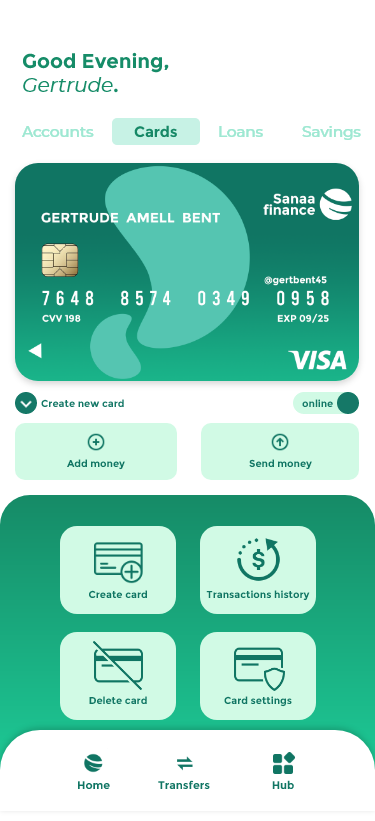 Good Evening,
Gertrude.
Accounts Cards Loans Savings
Sanaa
finance
GERTRUDE AMELL BENT
@gertbent45
7648 8574 0349 0958
CVV 198 EXP 09/25
VISA
Create new card online
Add money Send money
$
Create card Transactions history
Delete card Card settings
Home Transfers Hub